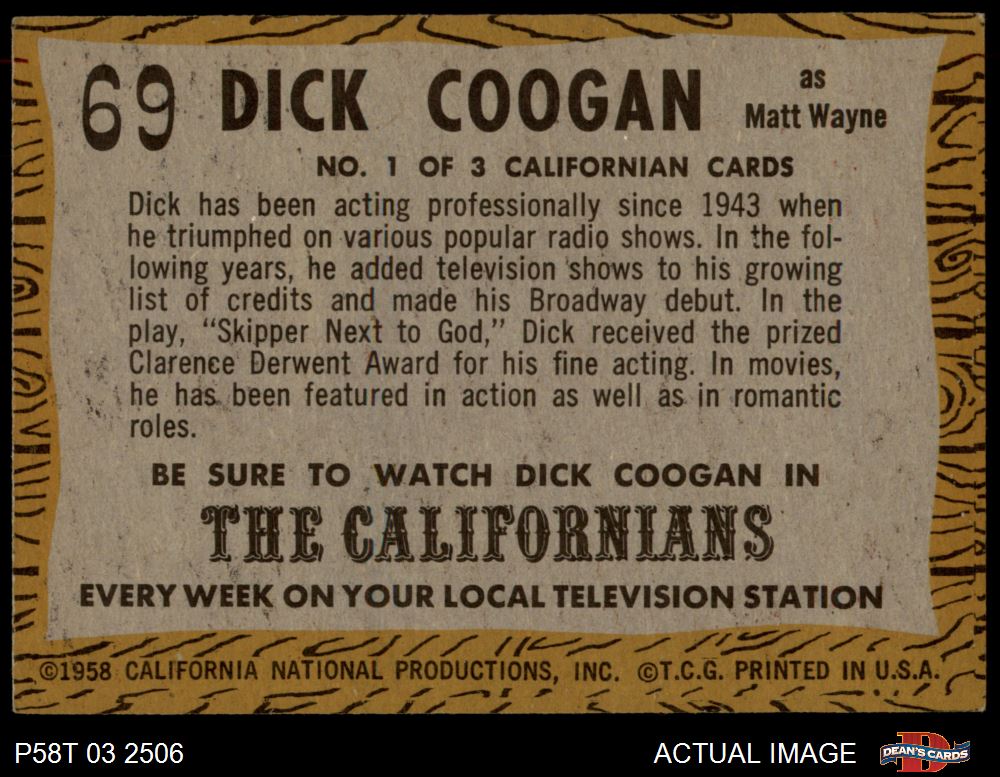 69 DICK COOGAN as Matt Wayne
NO. 1 OF 3 CALIFORNIAN CARDS
Dick has been acting professionally since 1943 when
he triumphed on various popular radio shows. In the fol-
lowing years, he added television shows to his growing
list of credits and made his Broadway debut. In the
play, "Skipper Next to God," Dick received the prized
Clarence Derwent Award for his fine acting. In movies,
he has been featured in action as well as in romantic
roles.
BE SURE TO WATCH DICK COOGAN IN
THE CALIFORNIANS
EVERY WEEK ON YOUR LOCAL TELEVISION STATION
©1958 CALIFORNIA NATIONAL PRODUCTIONS, INC. ©T.C.G. PRINTED IN U.S.A.
P58T 03 2506 ACTUAL IMAGE DEAN'S CARDS